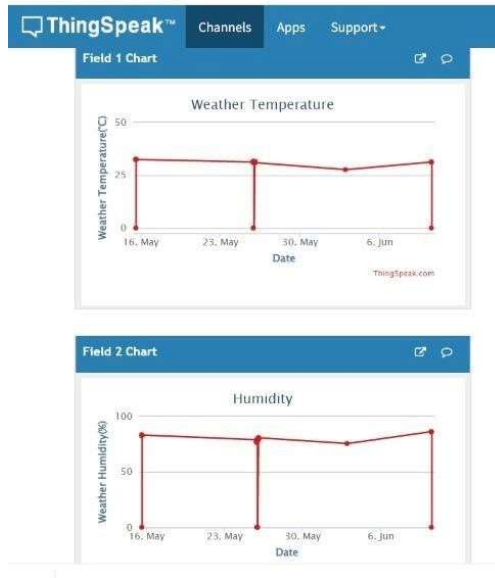 ThingSpeak™ Channels Apps Support
Field 1 Chart
Weather Temperature
Weather Temperature(°C)
50
25
0
16. May 23. May 30. May 6. Jun
Date
ThingSpeak.com
Field 2 Chart
Humidity
Weather Humidity(%)
100
50
0
16. May 23. May 30. May 6. Jun
Date